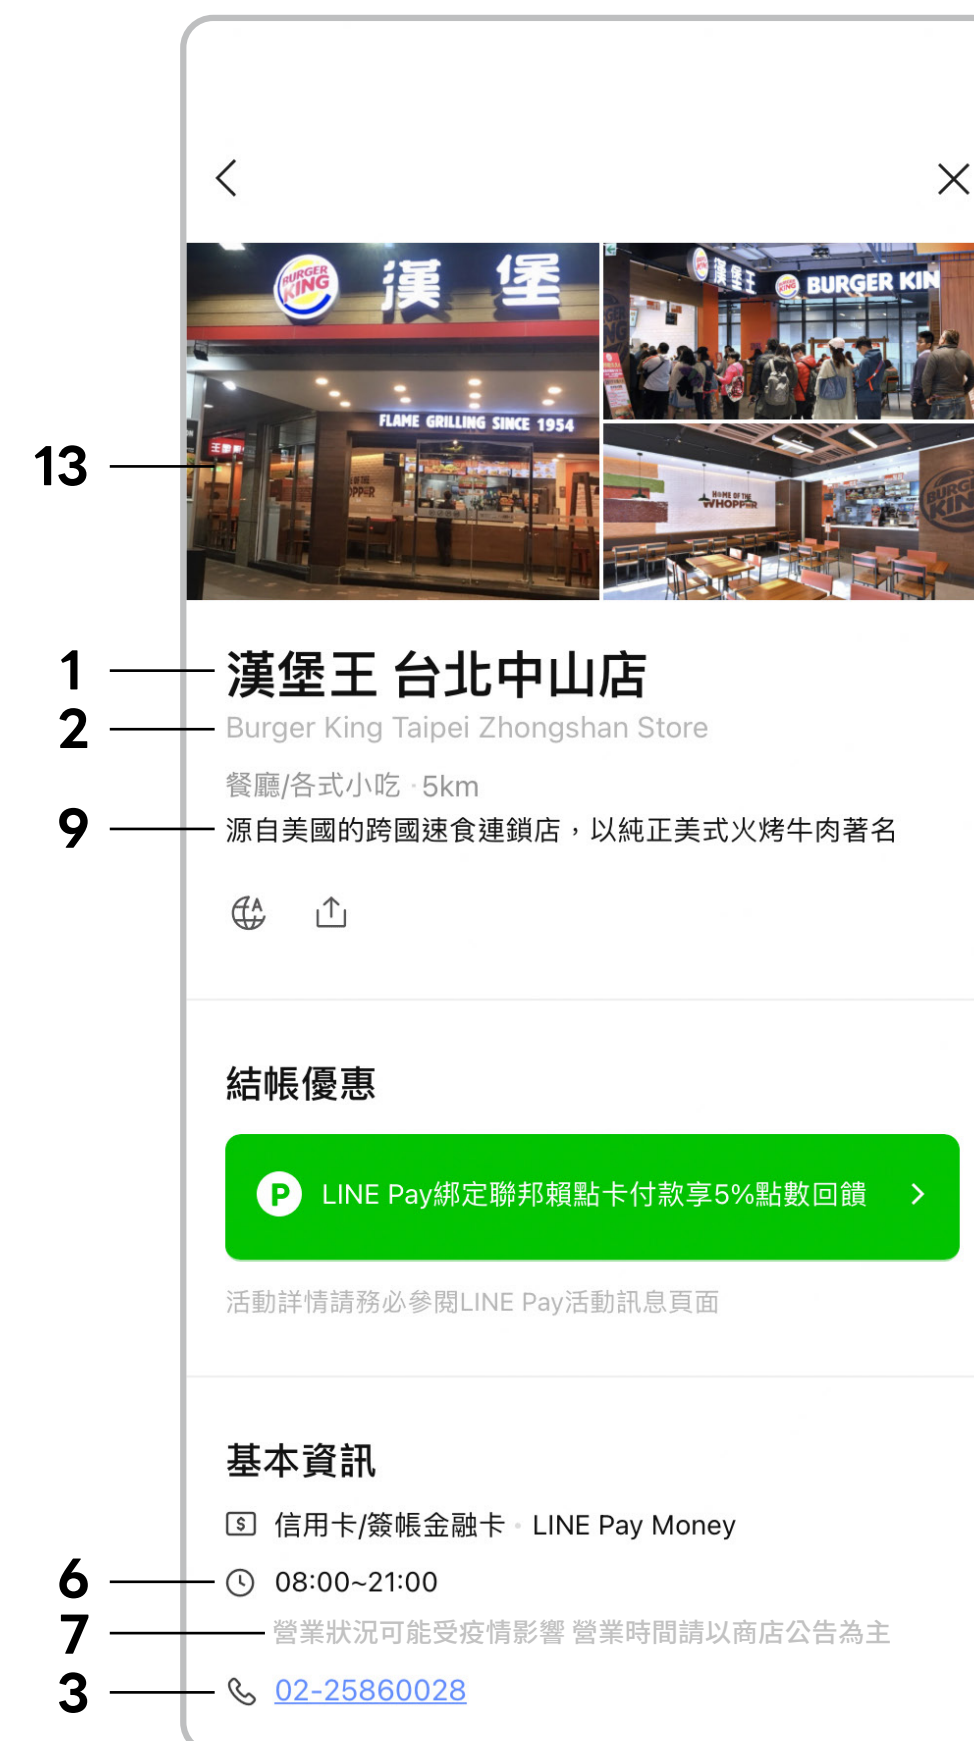 BURGER KING
漢 堡
漢堡王
BURGER KIN
FLAME GRILLING SINCE 1954
HOME OF THE WHOPPER
13
1
漢堡王 台北中山店
2
Burger King Taipei Zhongshan Store
餐廳/各式小吃 · 5km
9
源自美國的跨國速食連鎖店，以純正美式火烤牛肉著名
結帳優惠
P LINE Pay綁定聯邦賴點卡付款享5%點數回饋
活動詳情請務必參閱LINE Pay活動訊息頁面
基本資訊
信用卡/簽帳金融卡 · LINE Pay Money
6
08:00~21:00
7
營業狀況可能受疫情影響 營業時間請以商店公告為主
3
02-25860028